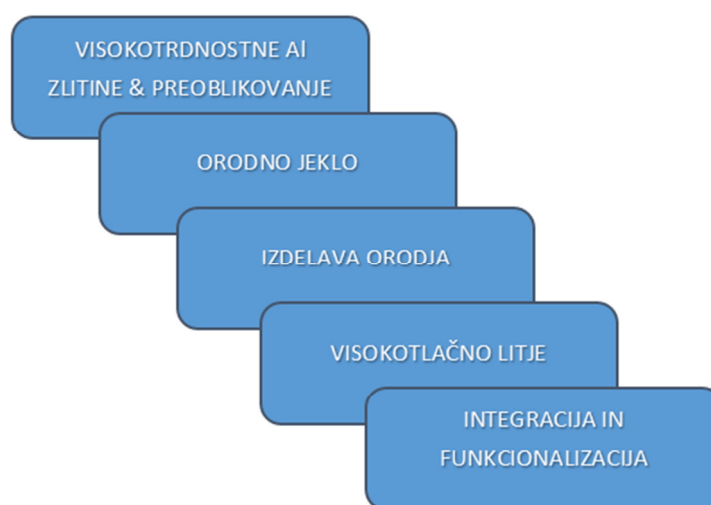 VISOKOTRDNOSTNE Al
ZLITINE & PREOBLIKOVANJE
ORODNO JEKLO
IZDELAVA ORODJA
VISOKOTLAČNO LITJE
INTEGRACIJA IN
FUNKCIONALIZACIJA